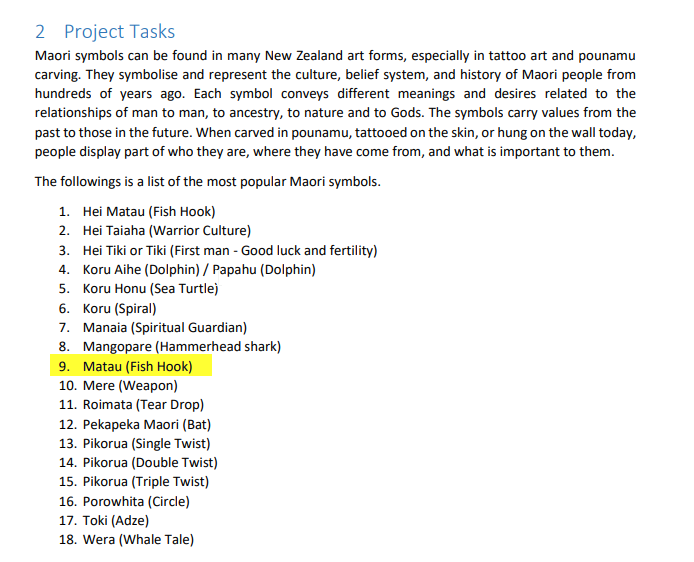 2 Project Tasks
Maori symbols can be found in many New Zealand art forms, especially in tattoo art and pounamu
carving. They symbolise and represent the culture, belief system, and history of Maori people from
hundreds of years ago. Each symbol conveys different meanings and desires related to the
relationships of man to man, to ancestry, to nature and to Gods. The symbols carry values from the
past to those in the future. When carved in pounamu, tattooed on the skin, or hung on the wall today,
people display part of who they are, where they have come from, and what is important to them.
The followings is a list of the most popular Maori symbols.
1. Hei Matau (Fish Hook)
2. Hei Taiaha (Warrior Culture)
3. Hei Tiki or Tiki (First man - Good luck and fertility)
4. Koru Aihe (Dolphin) / Papahu (Dolphin)
5. Koru Honu (Sea Turtle)
6. Koru (Spiral)
7. Manaia (Spiritual Guardian)
8. Mangopare (Hammerhead shark)
9. Matau (Fish Hook)
10. Mere (Weapon)
11. Roimata (Tear Drop)
12. Pekapeka Maori (Bat)
13. Pikorua (Single Twist)
14. Pikorua (Double Twist)
15. Pikorua (Triple Twist)
16. Porowhita (Circle)
17. Toki (Adze)
18. Wera (Whale Tale)